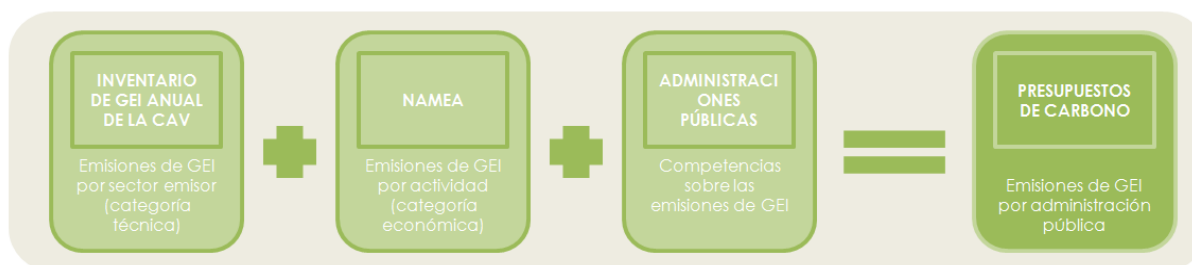 INVENTARIO
DE GEI ANUAL
DE LA CAV
Emisiones de GEI
por sector emisor
(categoría
técnica)
NAMEA
Emisiones de GEI
por actividad
(categoría
económica)
ADMINISTRACI
ONES
PÚBLICAS
Competencias
sobre las
emisiones de GEI
PRESUPUESTOS
DE CARBONO
Emisiones de GEI
por administración
pública